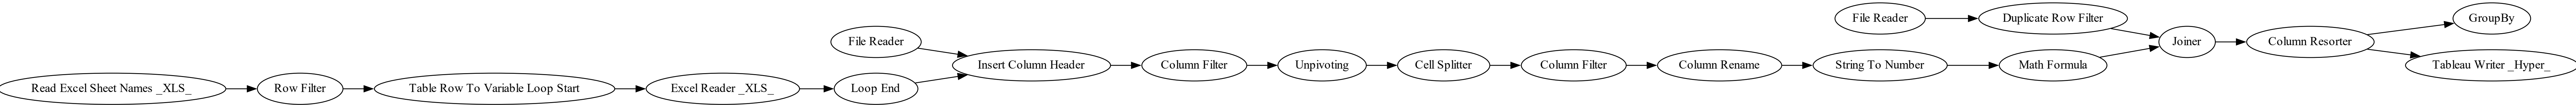 File Reader
Duplicate Row Filter
GroupBy
File Reader
Joiner
Column Resorter
Insert Column Header
Column Filter
Unpivoting
Cell Splitter
Column Filter
Column Rename
String To Number
Math Formula
Tableau Writer _Hyper_
Read Excel Sheet Names _XLS_
Row Filter
Table Row To Variable Loop Start
Excel Reader _XLS_
Loop End